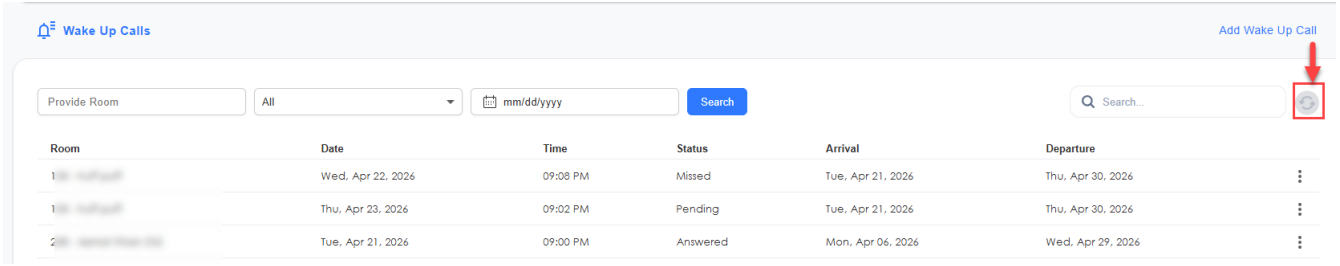 Wake Up Calls
Add Wake Up Call
Provide Room
All
mm/dd/yyyy
Search
Search...
Room Date Time Status Arrival Departure
Wed, Apr 22, 2026 09:08 PM Missed Tue, Apr 21, 2026 Thu, Apr 30, 2026
Thu, Apr 23, 2026 09:02 PM Pending Tue, Apr 21, 2026 Thu, Apr 30, 2026
Tue, Apr 21, 2026 09:00 PM Answered Mon, Apr 06, 2026 Wed, Apr 29, 2026